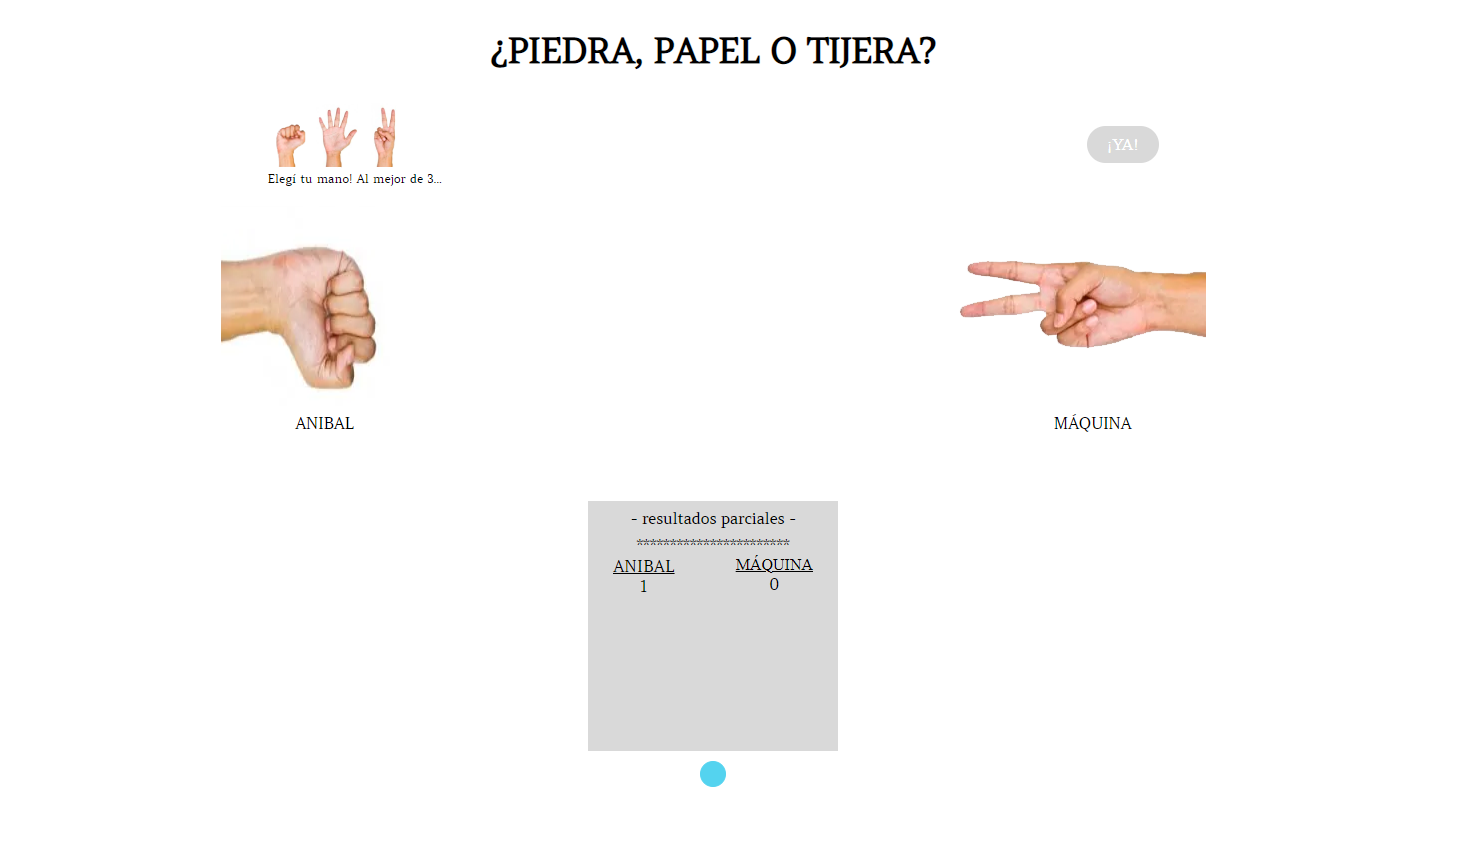 ¿PIEDRA, PAPEL O TIJERA?
¡YA!
Elegí tu mano! Al mejor de 3...
ANIBAL
MÁQUINA
- resultados parciales -
***********************
ANIBAL
MÁQUINA
1
0